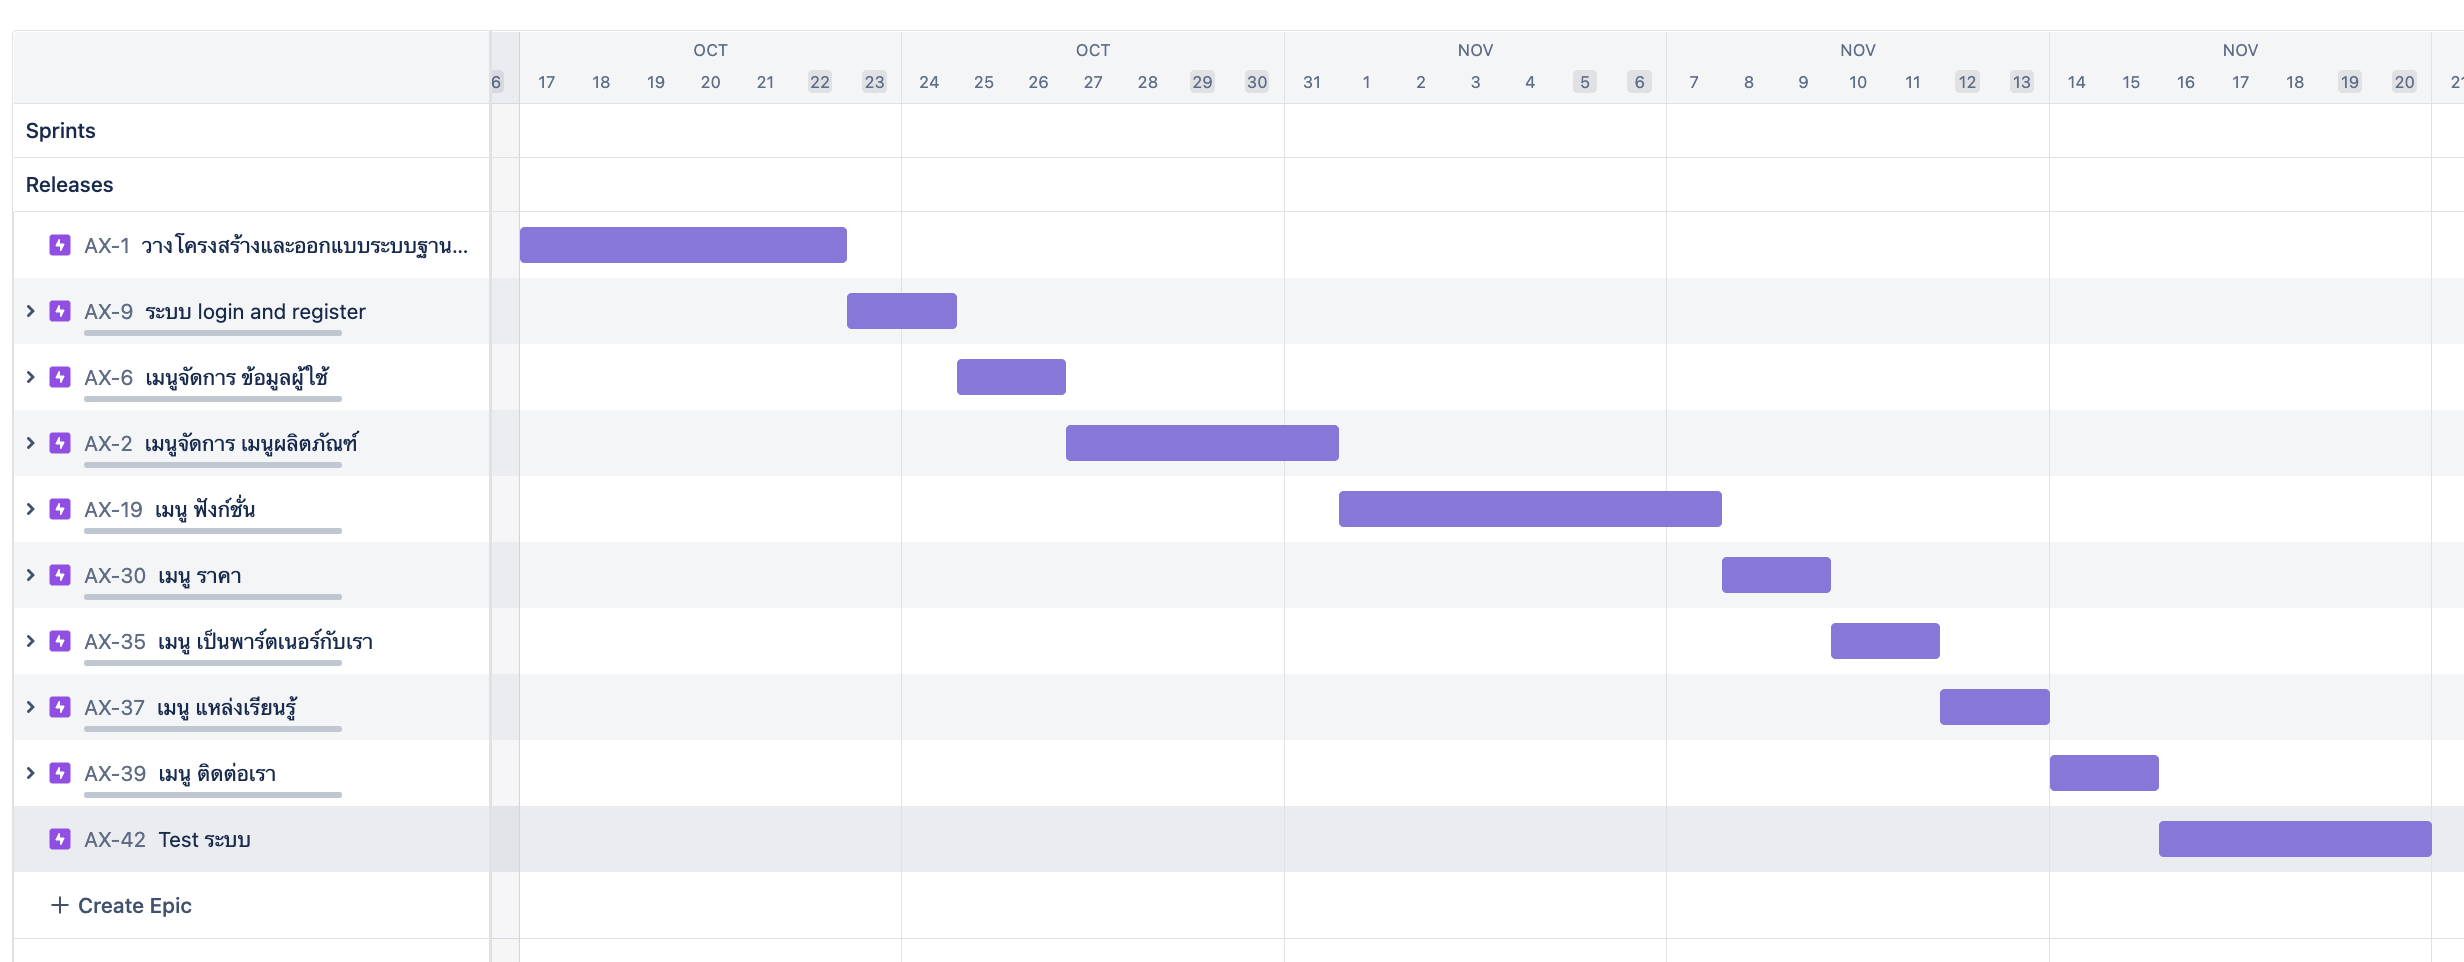 OCT OCT NOV NOV NOV
6 17 18 19 20 21 22 23 24 25 26 27 28 29 30 31 1 2 3 4 5 6 7 8 9 10 11 12 13 14 15 16 17 18 19 20
Sprints
Releases
AX-1 วางโครงสร้างและออกแบบระบบฐาน...
AX-9 ระบบ login and register
AX-6 เมนูจัดการ ข้อมูลผู้ใช้
AX-2 เมนูจัดการ เมนูผลิตภัณฑ์
AX-19 เมนู ฟังก์ชั่น
AX-30 เมนู ราคา
AX-35 เมนู เป็นพาร์ตเนอร์กับเรา
AX-37 เมนู แหล่งเรียนรู้
AX-39 เมนู ติดต่อเรา
AX-42 Test ระบบ
+ Create Epic